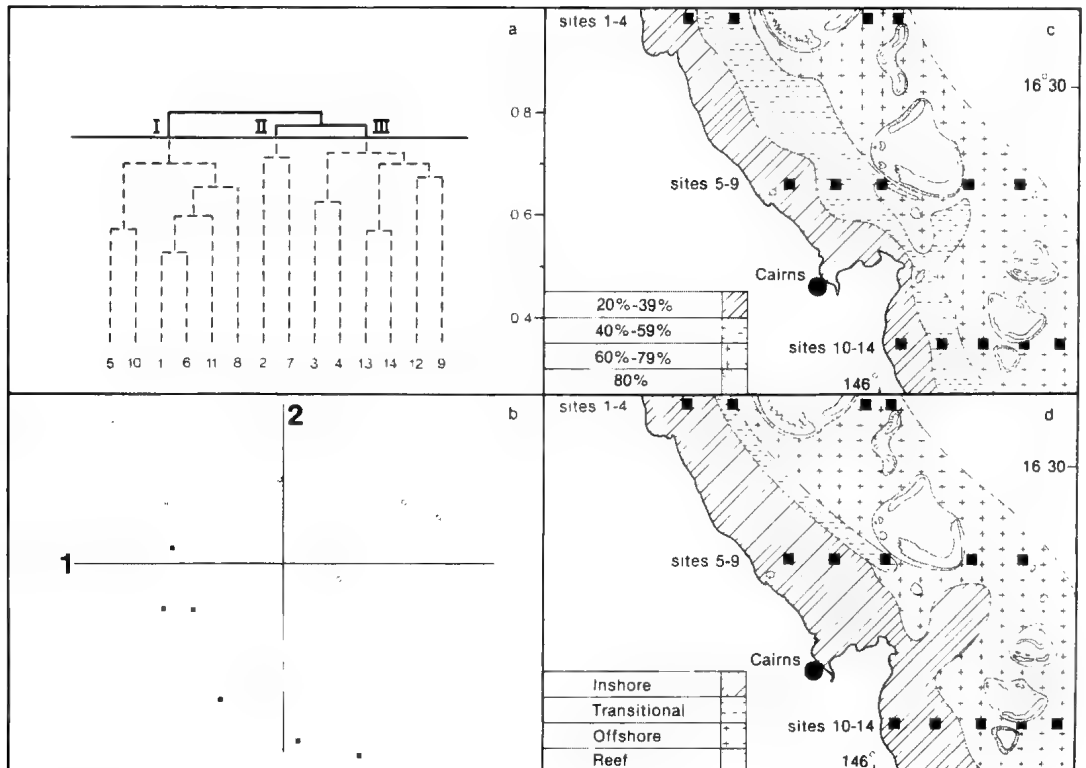 a
I II III
0 8
0 6
0 4
5 10 1 6 11 8 2 7 3 4 13 14 12 9
b
2
1
c
sites 1-4
16° 30
sites 5-9
Cairns
20%-39%
40%-59%
60%-79%
80%
sites 10-14
146°
d
sites 1-4
16 30
sites 5-9
Cairns
Inshore
Transitional
Offshore
Reef
sites 10-14
146°